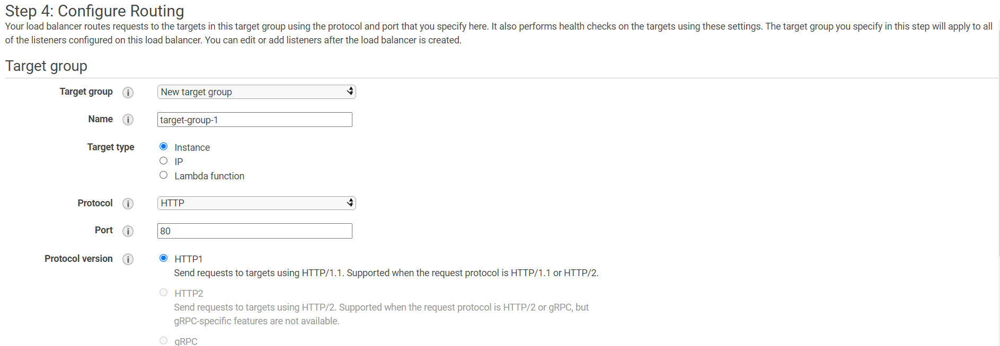 Step 4: Configure Routing
Your load balancer routes requests to the targets in this target group using the protocol and port that you specify here. It also performs health checks on the targets using these settings. The target group you specify in this step will apply to all
of the listeners configured on this load balancer. You can edit or add listeners after the load balancer is created.
Target group
Target group i New target group
Name i target-group-1
Target type Instance
IP
Lambda function
Protocol i HTTP
Port i 80
Protocol version i HTTP1
Send requests to targets using HTTP/1.1. Supported when the request protocol is HTTP/1.1 or HTTP/2.
HTTP2
Send requests to targets using HTTP/2. Supported when the request protocol is HTTP/2 or gRPC, but
gRPC-specific features are not available.
gRPC